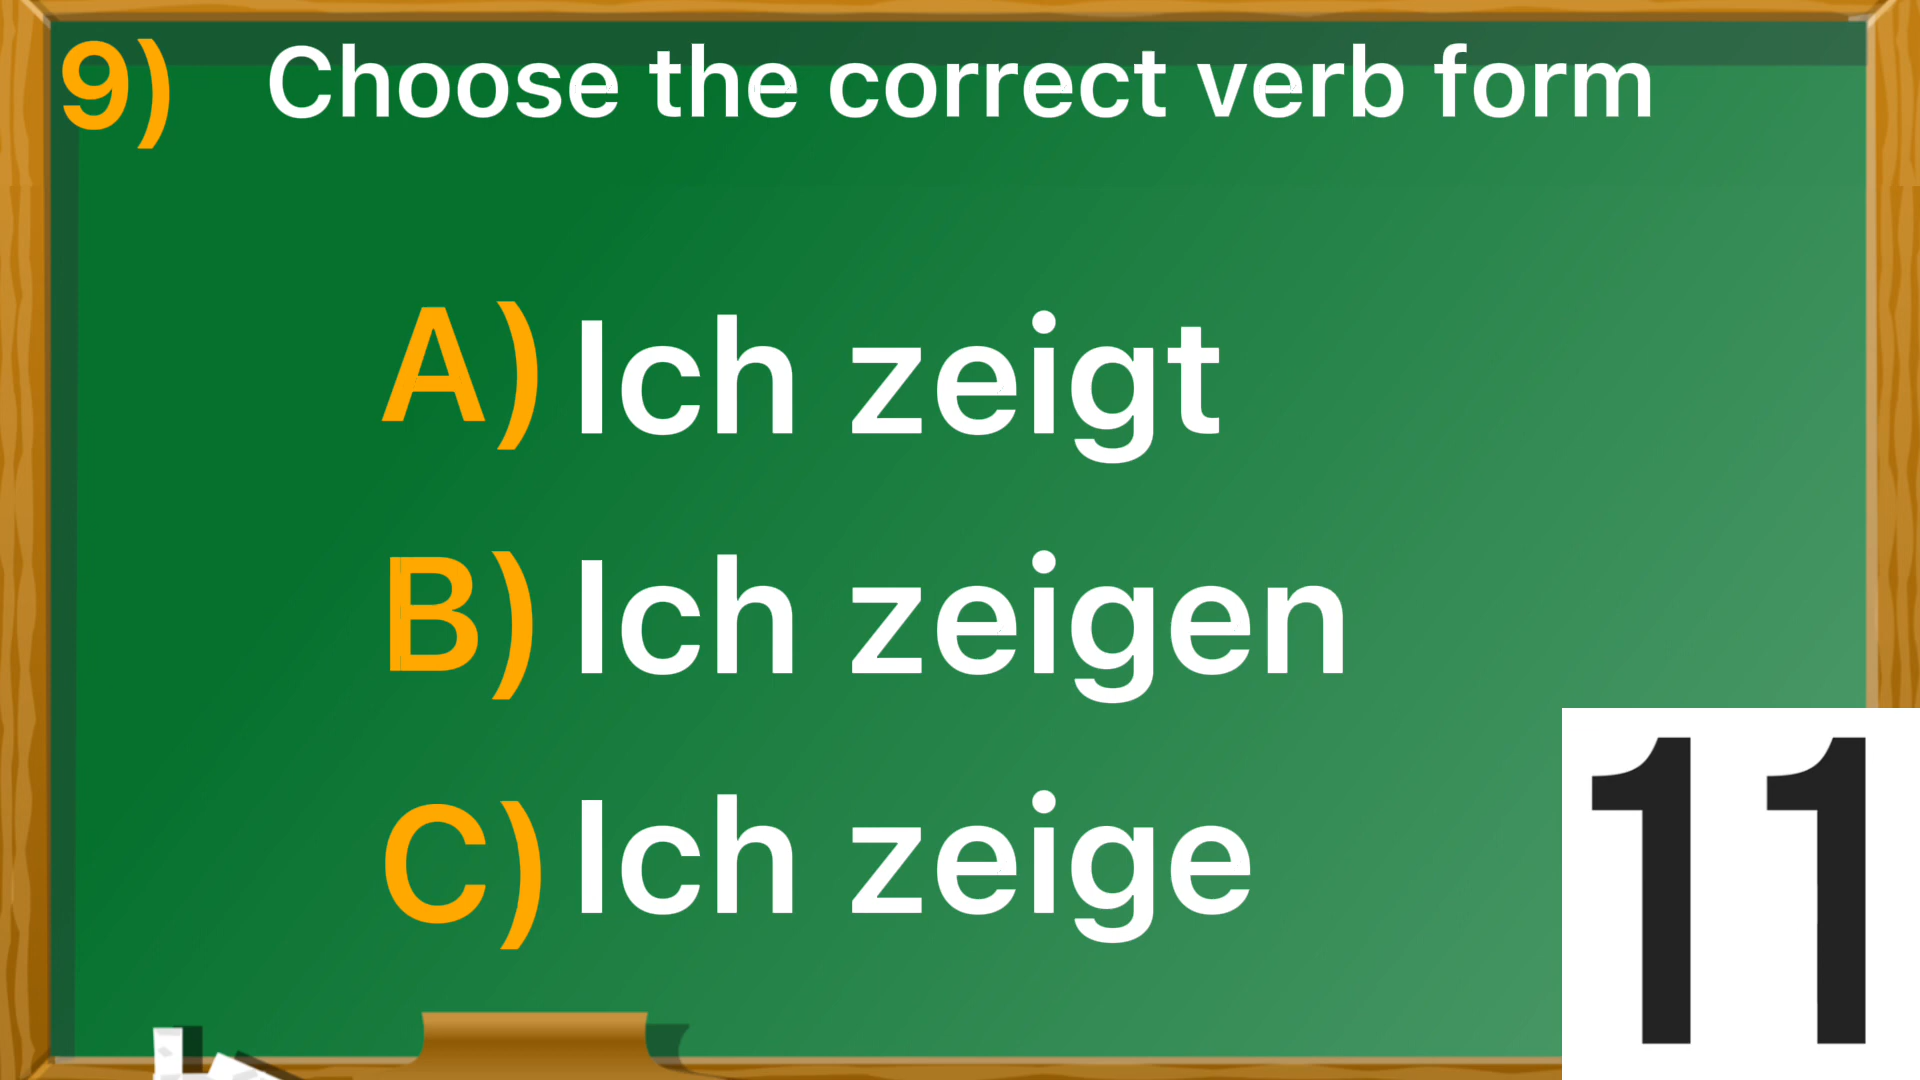 9) Choose the correct verb form
A) Ich zeigt
B) Ich zeigen
C) Ich zeige
11